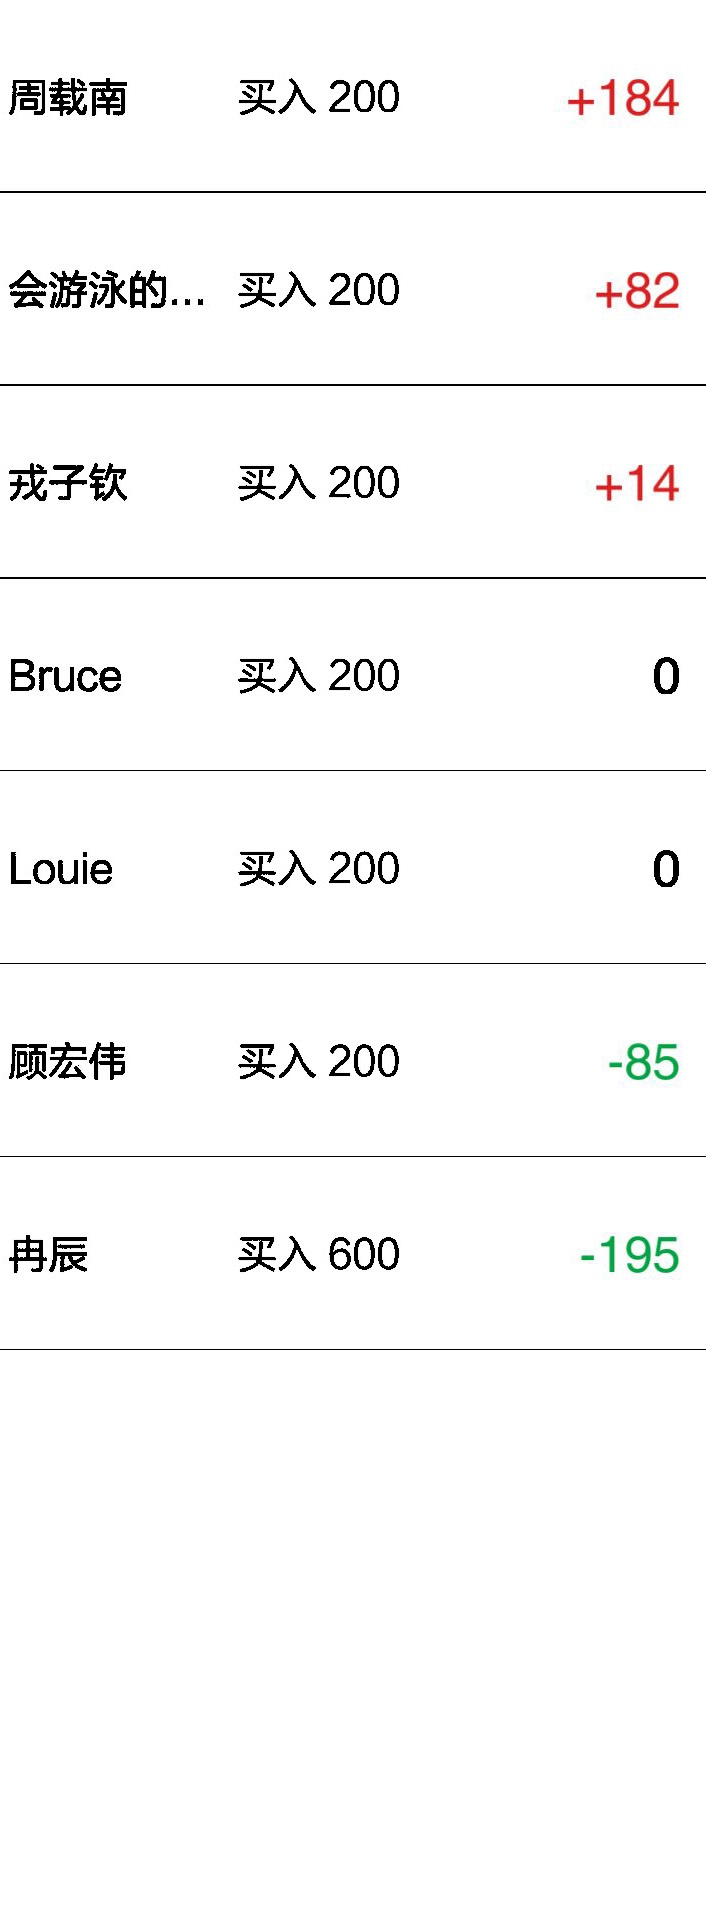 周载南 买入 200 +184
会游泳的... 买入 200 +82
戎子钦 买入 200 +14
Bruce 买入 200 0
Louie 买入 200 0
顾宏伟 买入 200 -85
冉辰 买入 600 -195